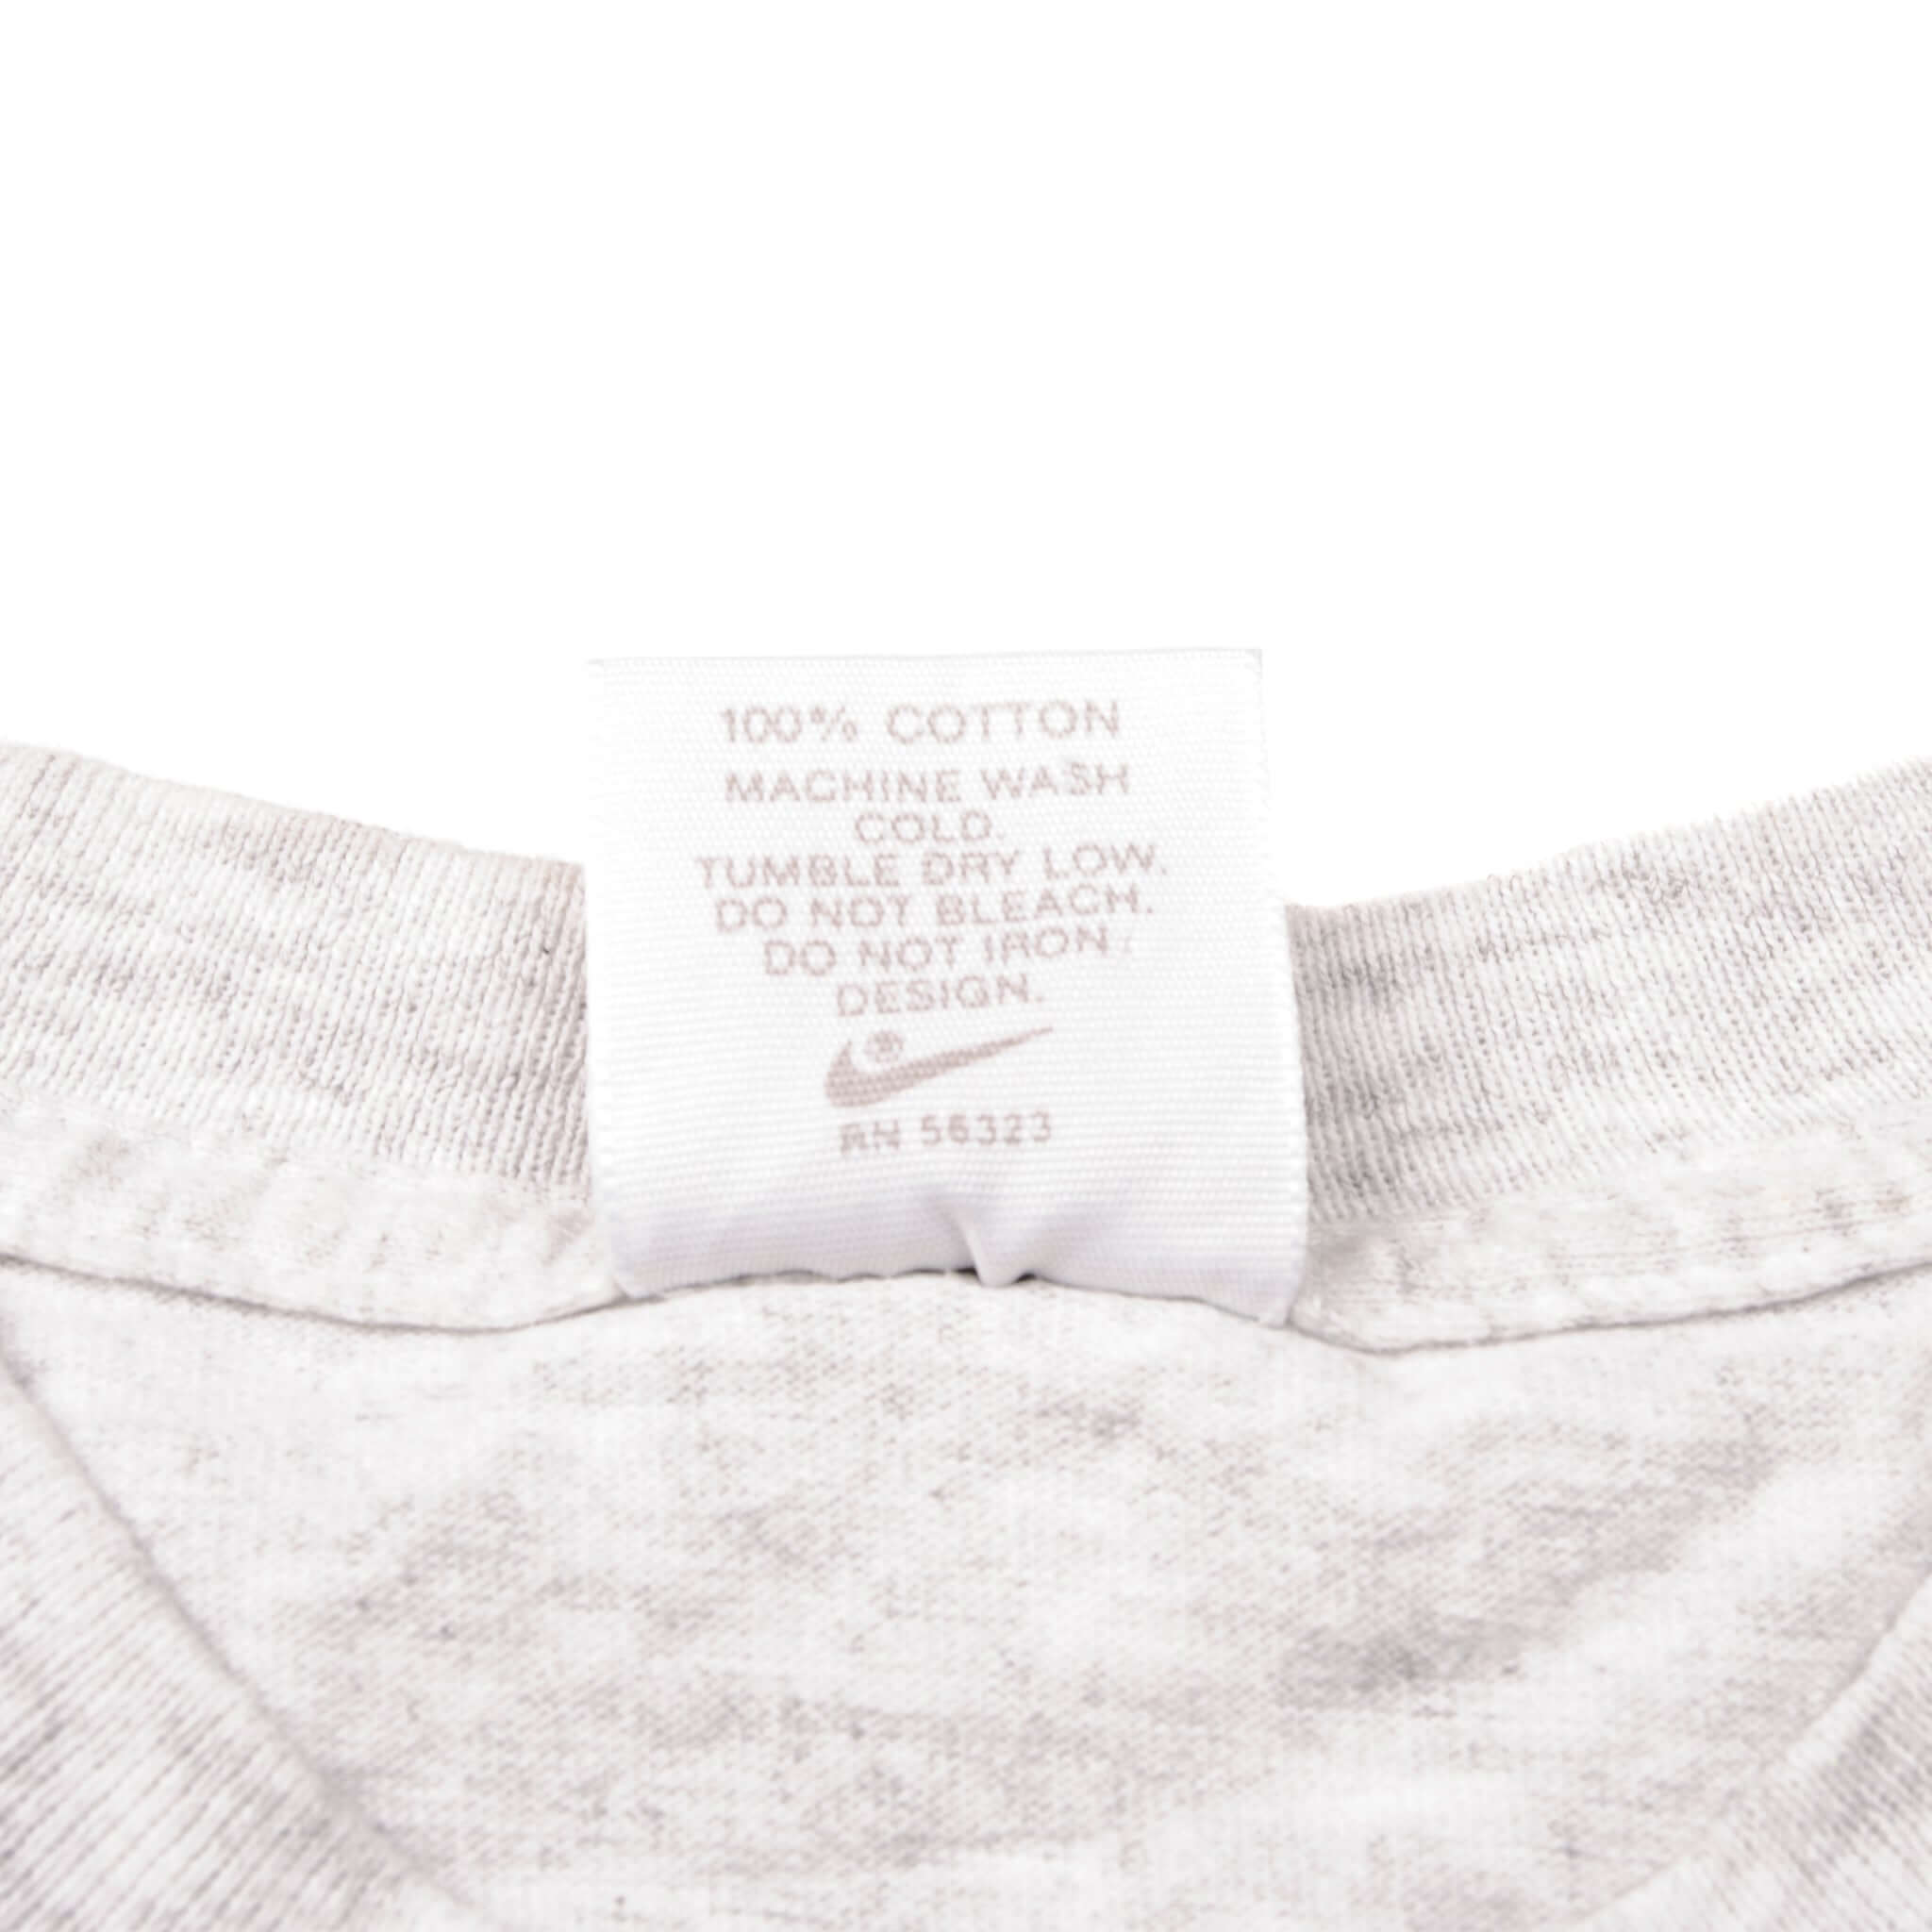 100% COTTON
MACHINE WASH
COLD.
TUMBLE DRY LOW.
DO NOT BLEACH.
DO NOT IRON
DESIGN.
®
RN 56323